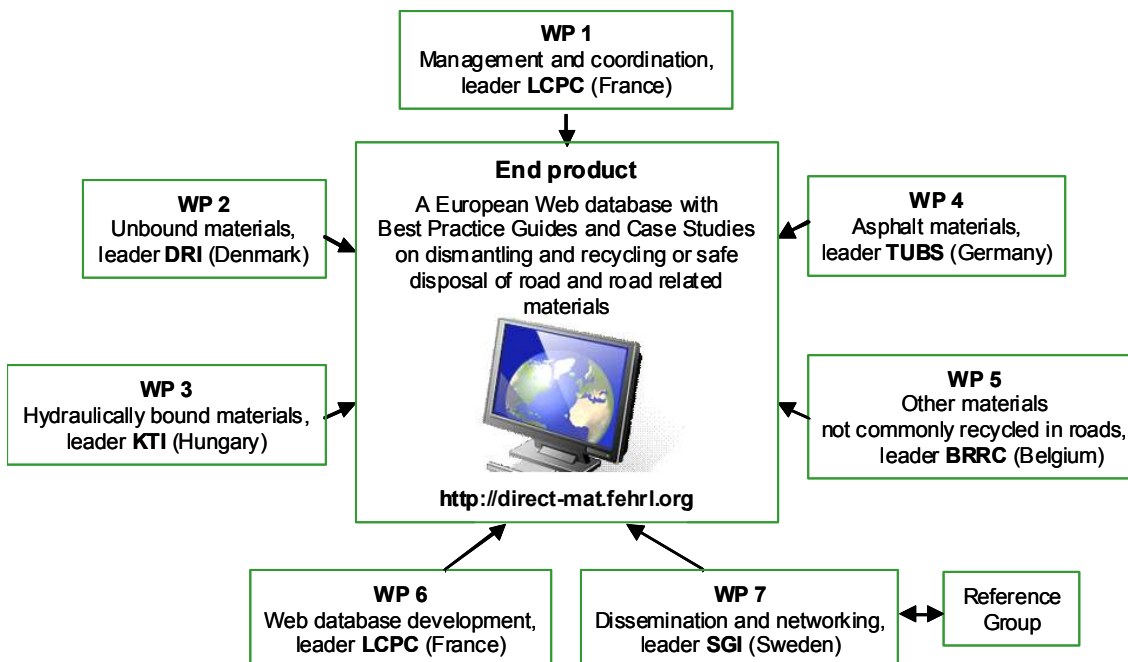 WP 1
Management and coordination,
leader LCPC (France)
End product
A European Web database with
Best Practice Guides and Case Studies
on dismantling and recycling or safe
disposal of road and road related
materials
http://direct-mat.fehrl.org
WP 2
Unbound materials,
leader DRI (Denmark)
WP 3
Hydraulically bound materials,
leader KTI (Hungary)
WP 4
Asphalt materials,
leader TUBS (Germany)
WP 5
Other materials
not commonly recycled in roads,
leader BRRC (Belgium)
WP 6
Web database development,
leader LCPC (France)
WP 7
Dissemination and networking,
leader SGI (Sweden)
Reference
Group